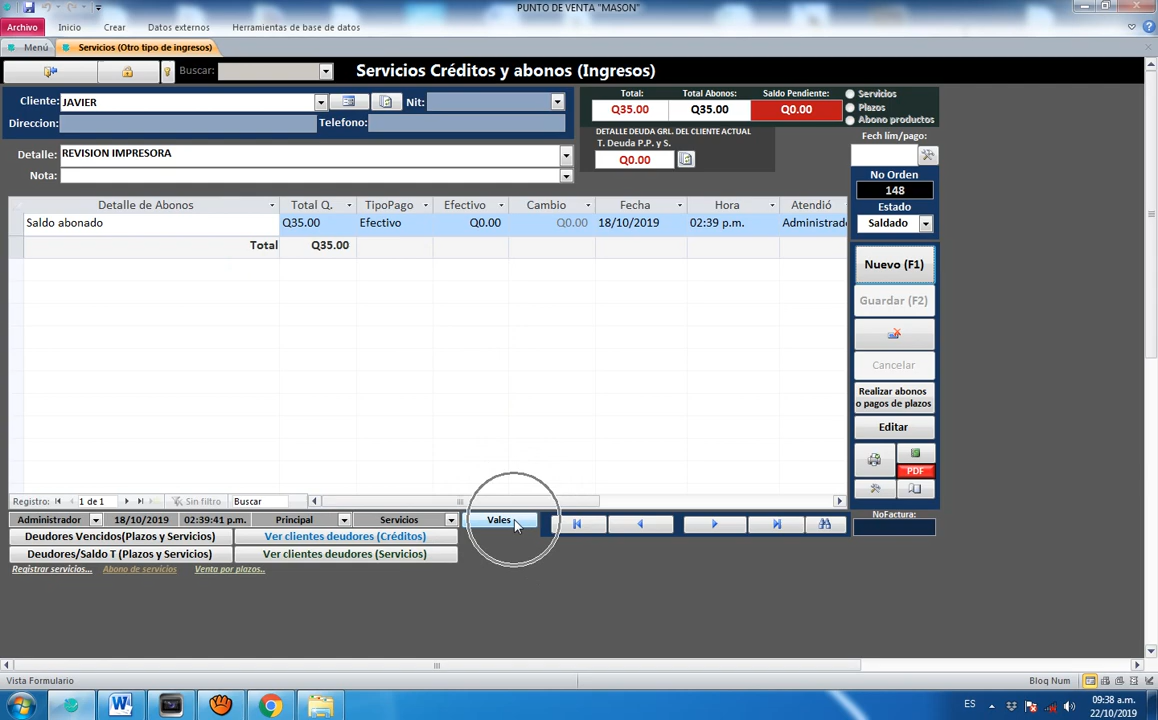 PUNTO DE VENTA "MASON"
Archivo Inicio Crear Datos externos Herramientas de base de datos
Menú Servicios (Otro tipo de ingresos)
Buscar: Servicios Créditos y abonos (Ingresos)
Cliente: JAVIER Nit:
Direccion: Telefono:
Detalle: REVISION IMPRESORA
Nota:
Total: Total Abonos: Saldo Pendiente:
Q35.00 Q35.00 Q0.00
Servicios
Plazos
Abono productos
DETALLE DEUDA GRL. DEL CLIENTE ACTUAL
T. Deuda P.P. y S.
Q0.00
Fech lím/pago:
No Orden
148
Estado
Saldado
Detalle de Abonos Total Q. TipoPago Efectivo Cambio Fecha Hora Atendió
Saldo abonado Q35.00 Efectivo Q0.00 Q0.00 18/10/2019 02:39 p.m. Administrado
Total Q35.00
Nuevo (F1)
Guardar (F2)
Cancelar
Realizar abonos
o pagos de plazos
Editar
PDF
Registro: 1 de 1 Sin filtro Buscar
Administrador 18/10/2019 02:39:41 p.m. Principal Servicios Vales
NoFactura:
Deudores Vencidos(Plazos y Servicios) Ver clientes deudores (Créditos)
Deudores/Saldo T (Plazos y Servicios) Ver clientes deudores (Servicios)
Registrar servicios... Abono de servicios Venta por plazos..
Vista Formulario Bloq Num
ES 09:38 a.m.
22/10/2019